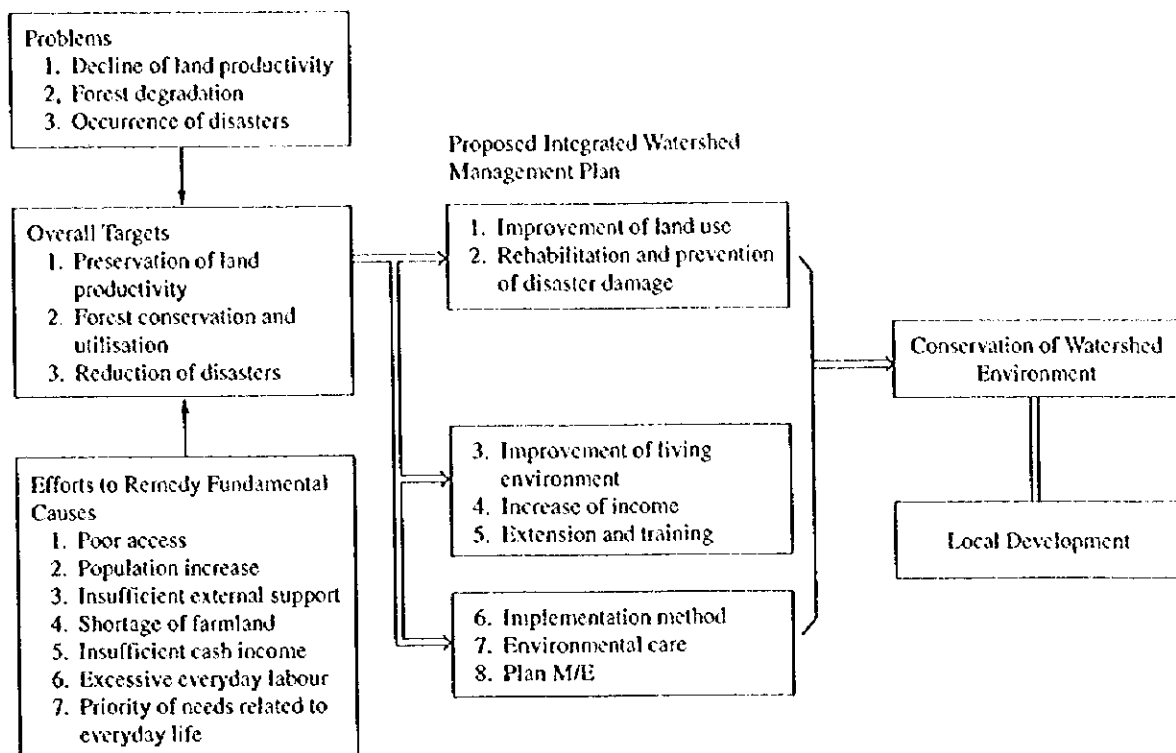 Problems
1. Decline of land productivity
2. Forest degradation
3. Occurrence of disasters
Overall Targets
1. Preservation of land
productivity
2. Forest conservation and
utilisation
3. Reduction of disasters
Efforts to Remedy Fundamental
Causes
1. Poor access
2. Population increase
3. Insufficient external support
4. Shortage of farmland
5. Insufficient cash income
6. Excessive everyday labour
7. Priority of needs related to
everyday life
Proposed Integrated Watershed
Management Plan
1. Improvement of land use
2. Rehabilitation and prevention
of disaster damage
3. Improvement of living
environment
4. Increase of income
5. Extension and training
6. Implementation method
7. Environmental care
8. Plan M/E
Conservation of Watershed
Environment
Local Development